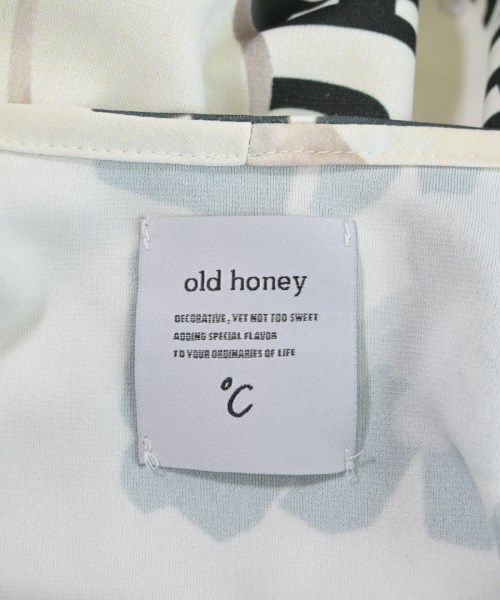 old honey
DECORATIVE, YET NOT TOO SWEET
ADDING SPECIAL FLAVOR
TO YOUR ORDINARIES OF LIFE
°C